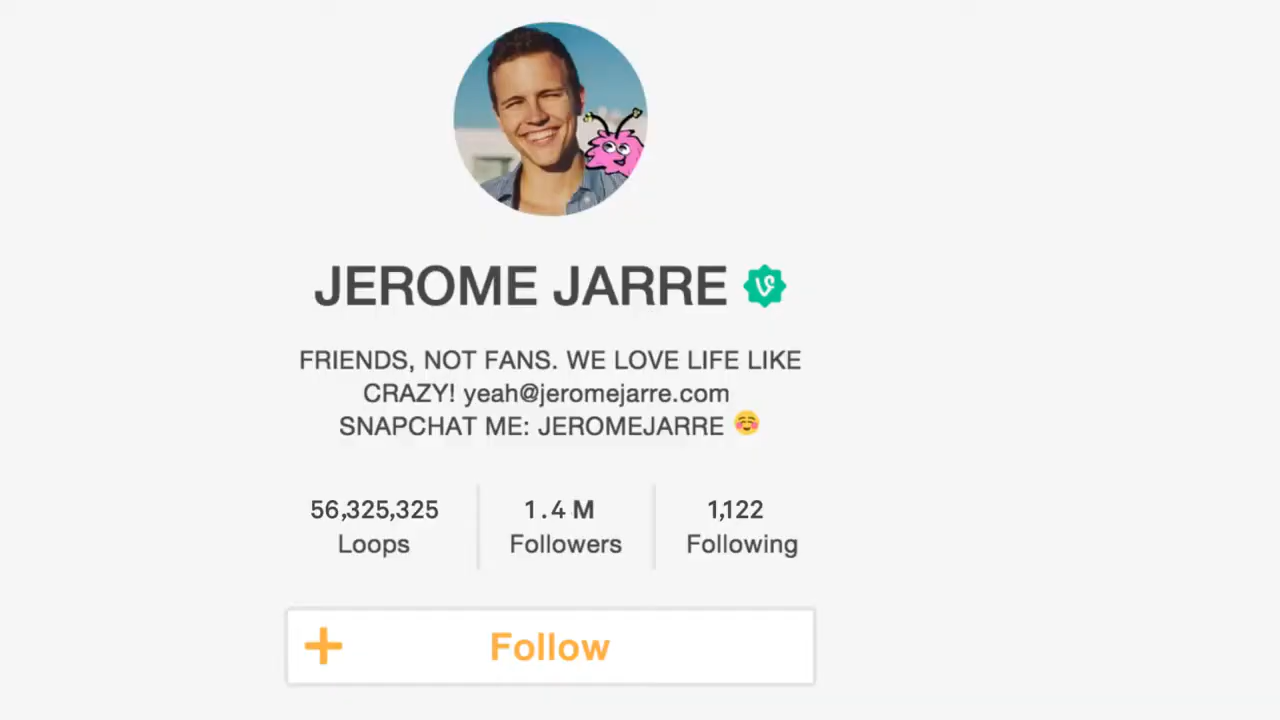 JEROME JARRE
FRIENDS, NOT FANS. WE LOVE LIFE LIKE
CRAZY! yeah@jeromejarre.com
SNAPCHAT ME: JEROMEJARRE ☺️
56,325,325 1.4 M 1,122
Loops Followers Following
+ Follow